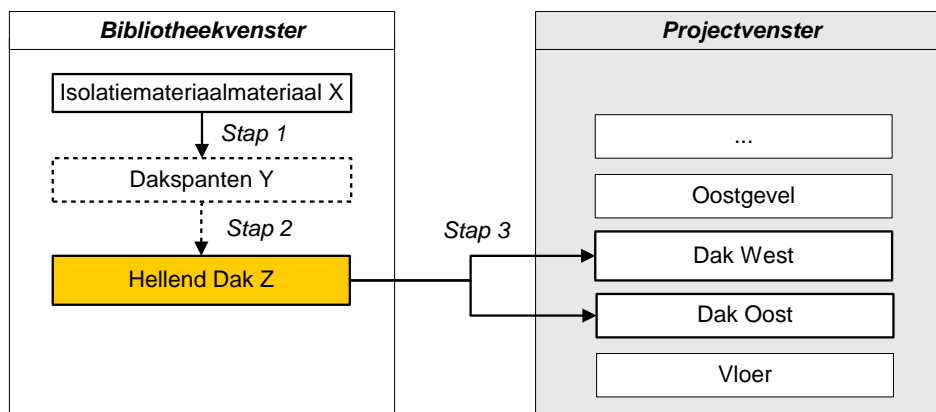 Bibliotheekvenster
Isolatiemateriaalmateriaal X
Stap 1
Dakspanten Y
Stap 2
Hellend Dak Z
Stap 3
Projectvenster
...
Oostgevel
Dak West
Dak Oost
Vloer